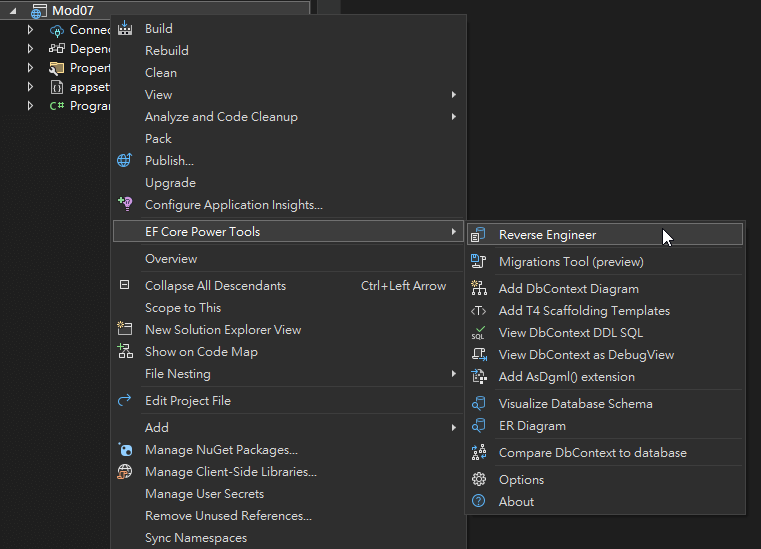 Mod07
Connec
Depen
Propert
appset
Program
Build
Rebuild
Clean
View
Analyze and Code Cleanup
Pack
Publish...
Upgrade
Configure Application Insights...
EF Core Power Tools
Overview
Collapse All Descendants Ctrl+Left Arrow
Scope to This
New Solution Explorer View
Show on Code Map
File Nesting
Edit Project File
Add
Manage NuGet Packages...
Manage Client-Side Libraries...
Manage User Secrets
Remove Unused References...
Sync Namespaces
Reverse Engineer
Migrations Tool (preview)
Add DbContext Diagram
Add T4 Scaffolding Templates
View DbContext DDL SQL
View DbContext as DebugView
Add AsDgml() extension
Visualize Database Schema
ER Diagram
Compare DbContext to database
Options
About